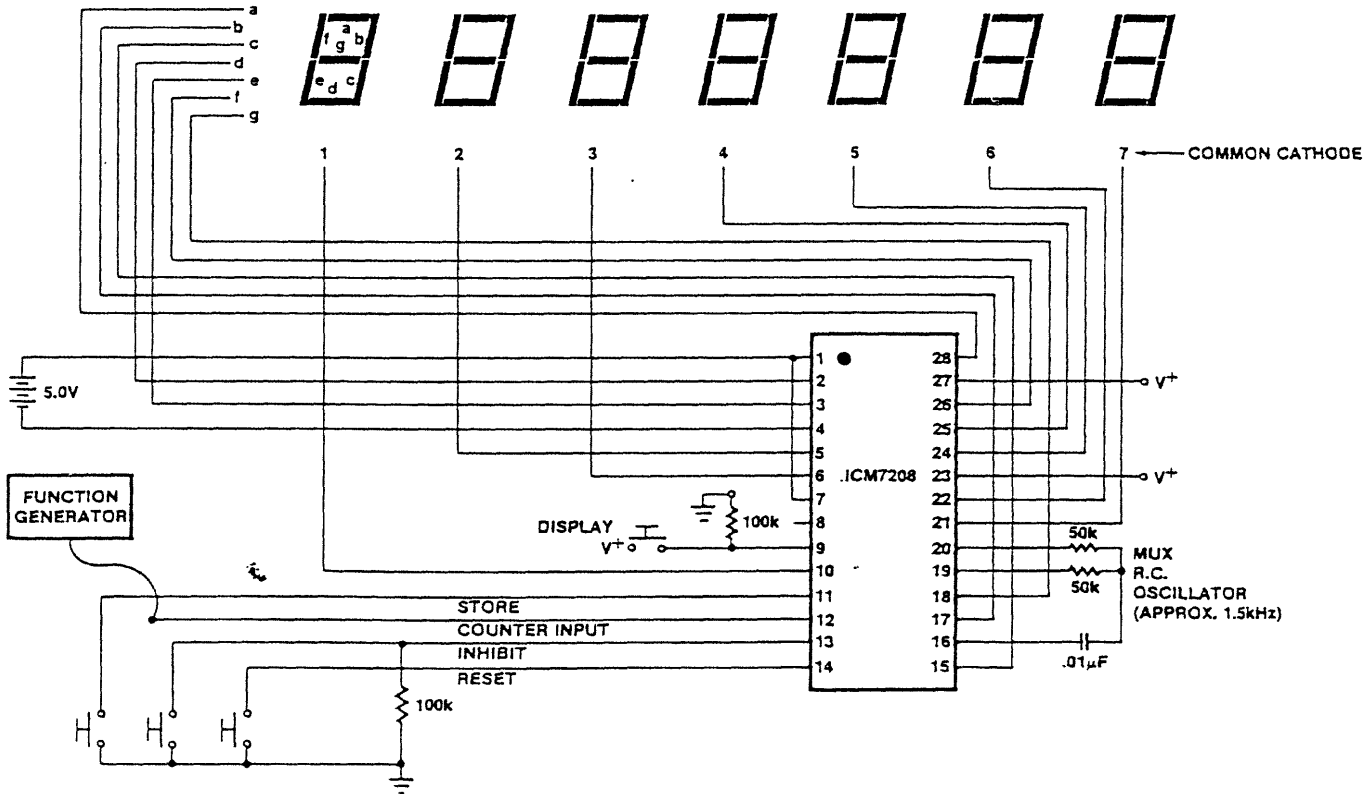 a
b
c
d
e
f
g
a
f b
g
e c
d
1 2 3 4 5 6 7 COMMON CATHODE
5.0V
FUNCTION
GENERATOR
DISPLAY
V+
100k
1
2
3
4
5
6
7
8
9
10
11
12
13
14
ICM7208
28
27
26
25
24
23
22
21
20
19
18
17
16
15
V+
V+
50k
50k
MUX
R.C.
OSCILLATOR
(APPROX. 1.5kHz)
.01µF
STORE
COUNTER INPUT
INHIBIT
RESET
100k